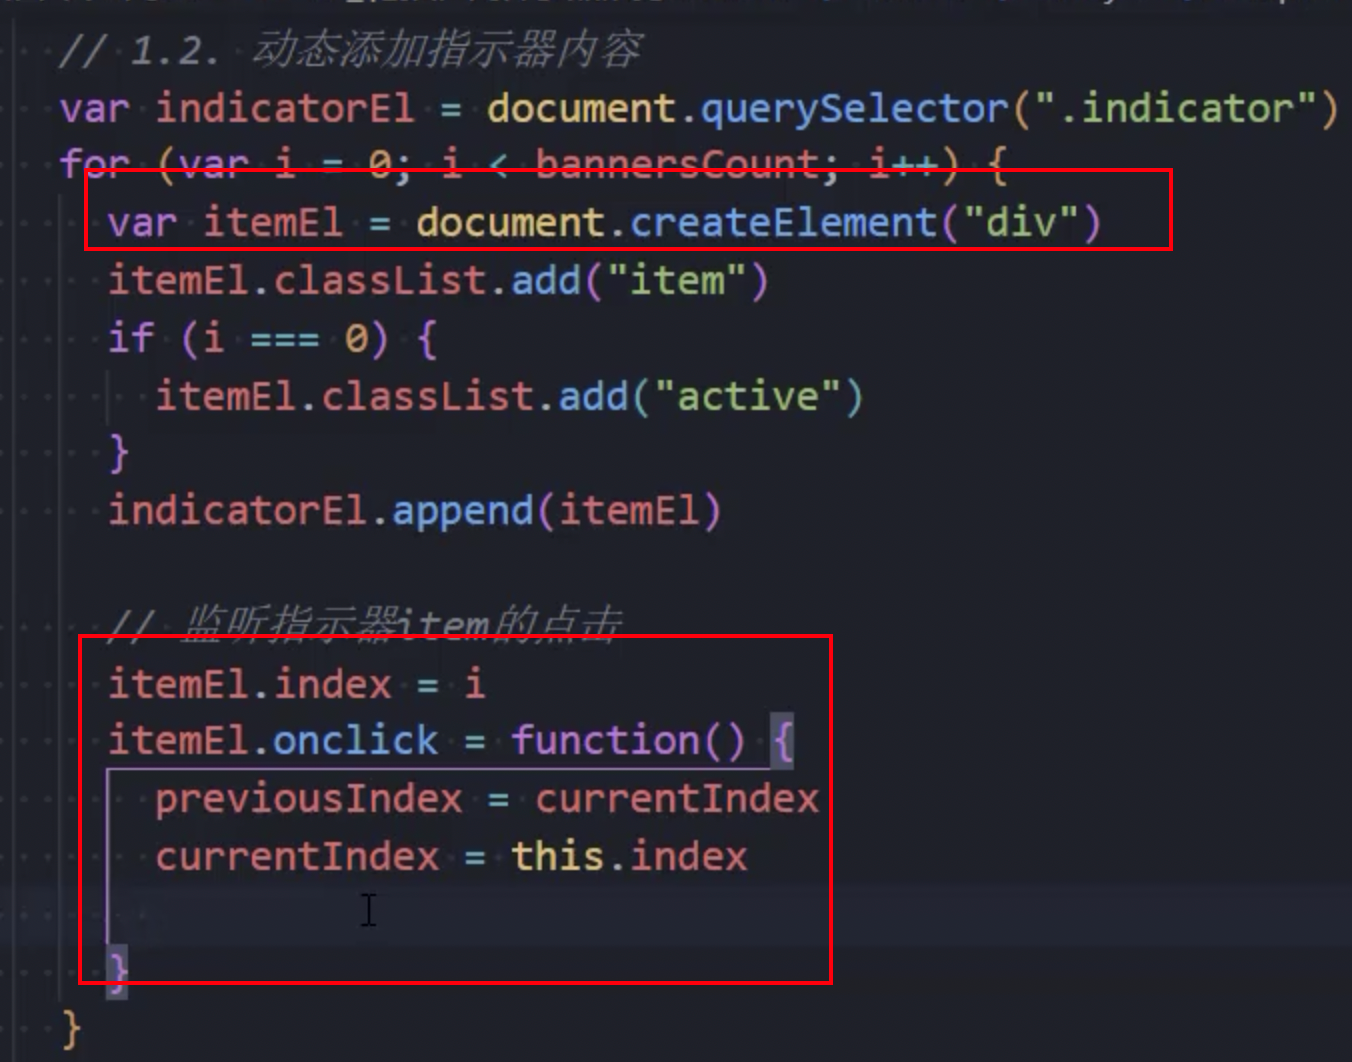 // 1.2. 动态添加指示器内容
var indicatorEl = document.querySelector(".indicator")
for (var i = 0; i < bannersCount; i++) {
var itemEl = document.createElement("div")
itemEl.classList.add("item")
if (i === 0) {
itemEl.classList.add("active")
}
indicatorEl.append(itemEl)
// 监听指示器item的点击
itemEl.index = i
itemEl.onclick = function() {
previousIndex = currentIndex
currentIndex = this.index
}
}